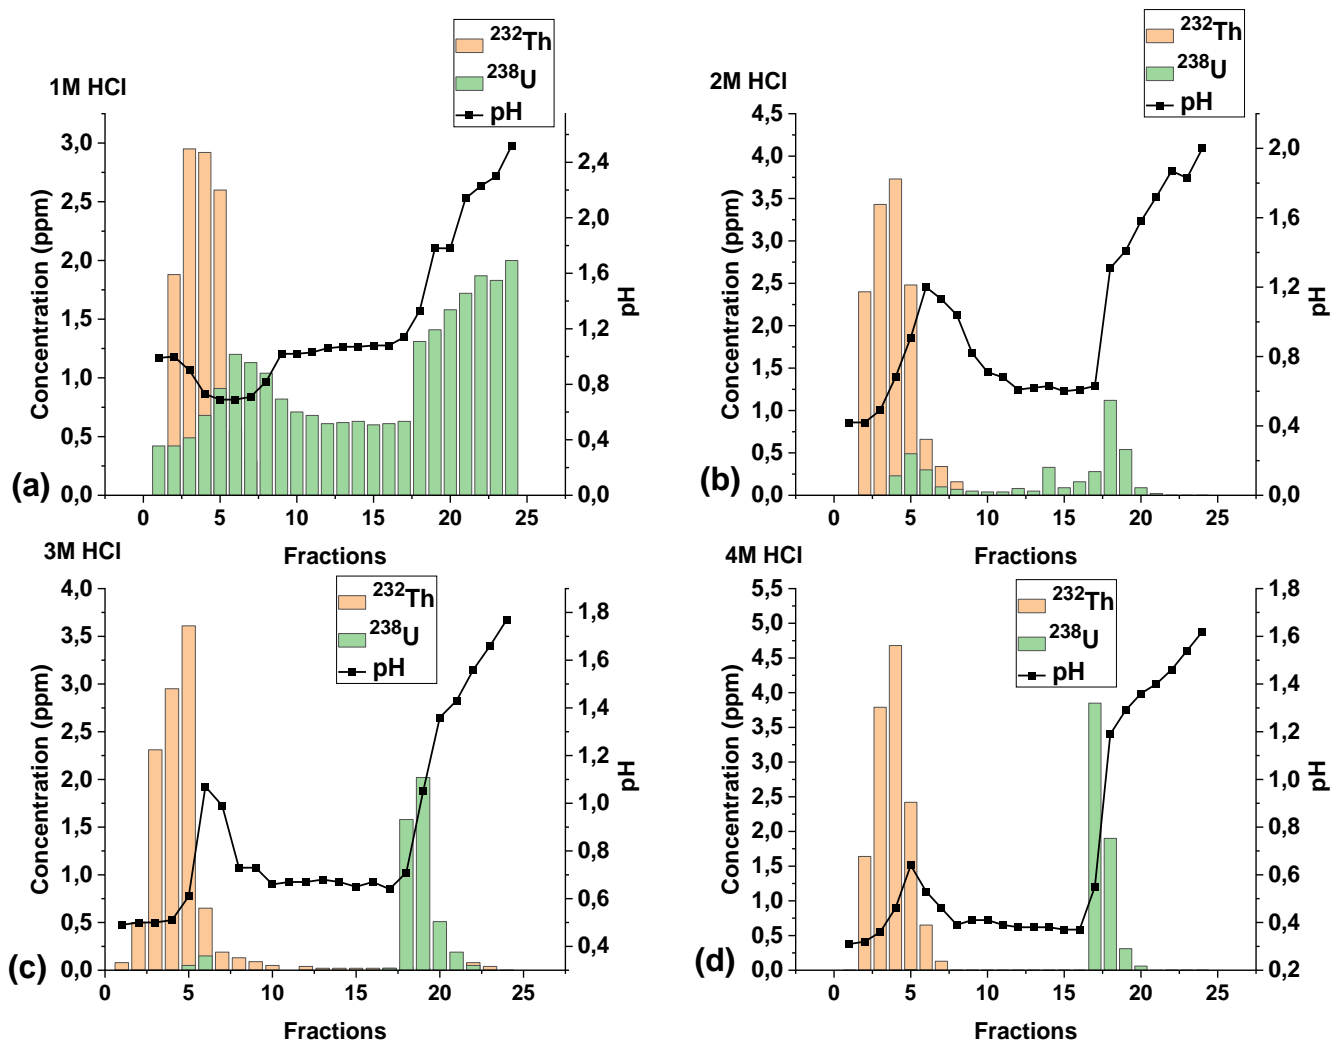 1M HCl
232Th
238U
pH
3,0
2,5
2,0
1,5
1,0
0,5
0,0
Concentration (ppm)
2,4
2,0
1,6
1,2
0,8
0,4
0,0
pH
0 5 10 15 20 25
Fractions
(a)
2M HCl
232Th
238U
pH
4,5
4,0
3,5
3,0
2,5
2,0
1,5
1,0
0,5
0,0
Concentration (ppm)
2,0
1,6
1,2
0,8
0,4
0,0
pH
0 5 10 15 20 25
Fractions
(b)
3M HCl
232Th
238U
pH
4,0
3,5
3,0
2,5
2,0
1,5
1,0
0,5
0,0
Concentration (ppm)
1,8
1,6
1,4
1,2
1,0
0,8
0,6
0,4
pH
0 5 10 15 20 25
Fractions
(c)
4M HCl
232Th
238U
pH
5,5
5,0
4,5
4,0
3,5
3,0
2,5
2,0
1,5
1,0
0,5
0,0
Concentration (ppm)
1,8
1,6
1,4
1,2
1,0
0,8
0,6
0,4
0,2
pH
0 5 10 15 20 25
Fractions
(d)